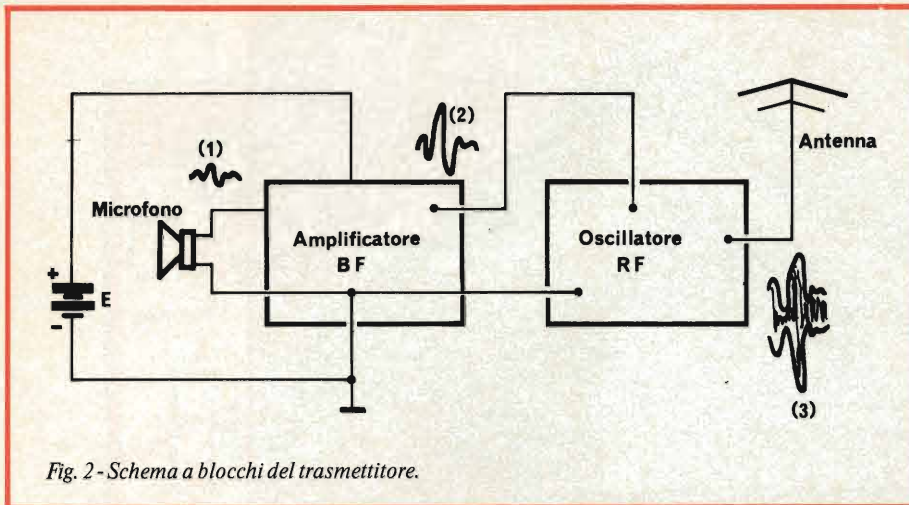 (1)
(2)
Microfono
Antenna
Amplificatore
BF
Oscillatore
RF
+
E
-
(3)
Fig. 2 - Schema a blocchi del trasmettitore.